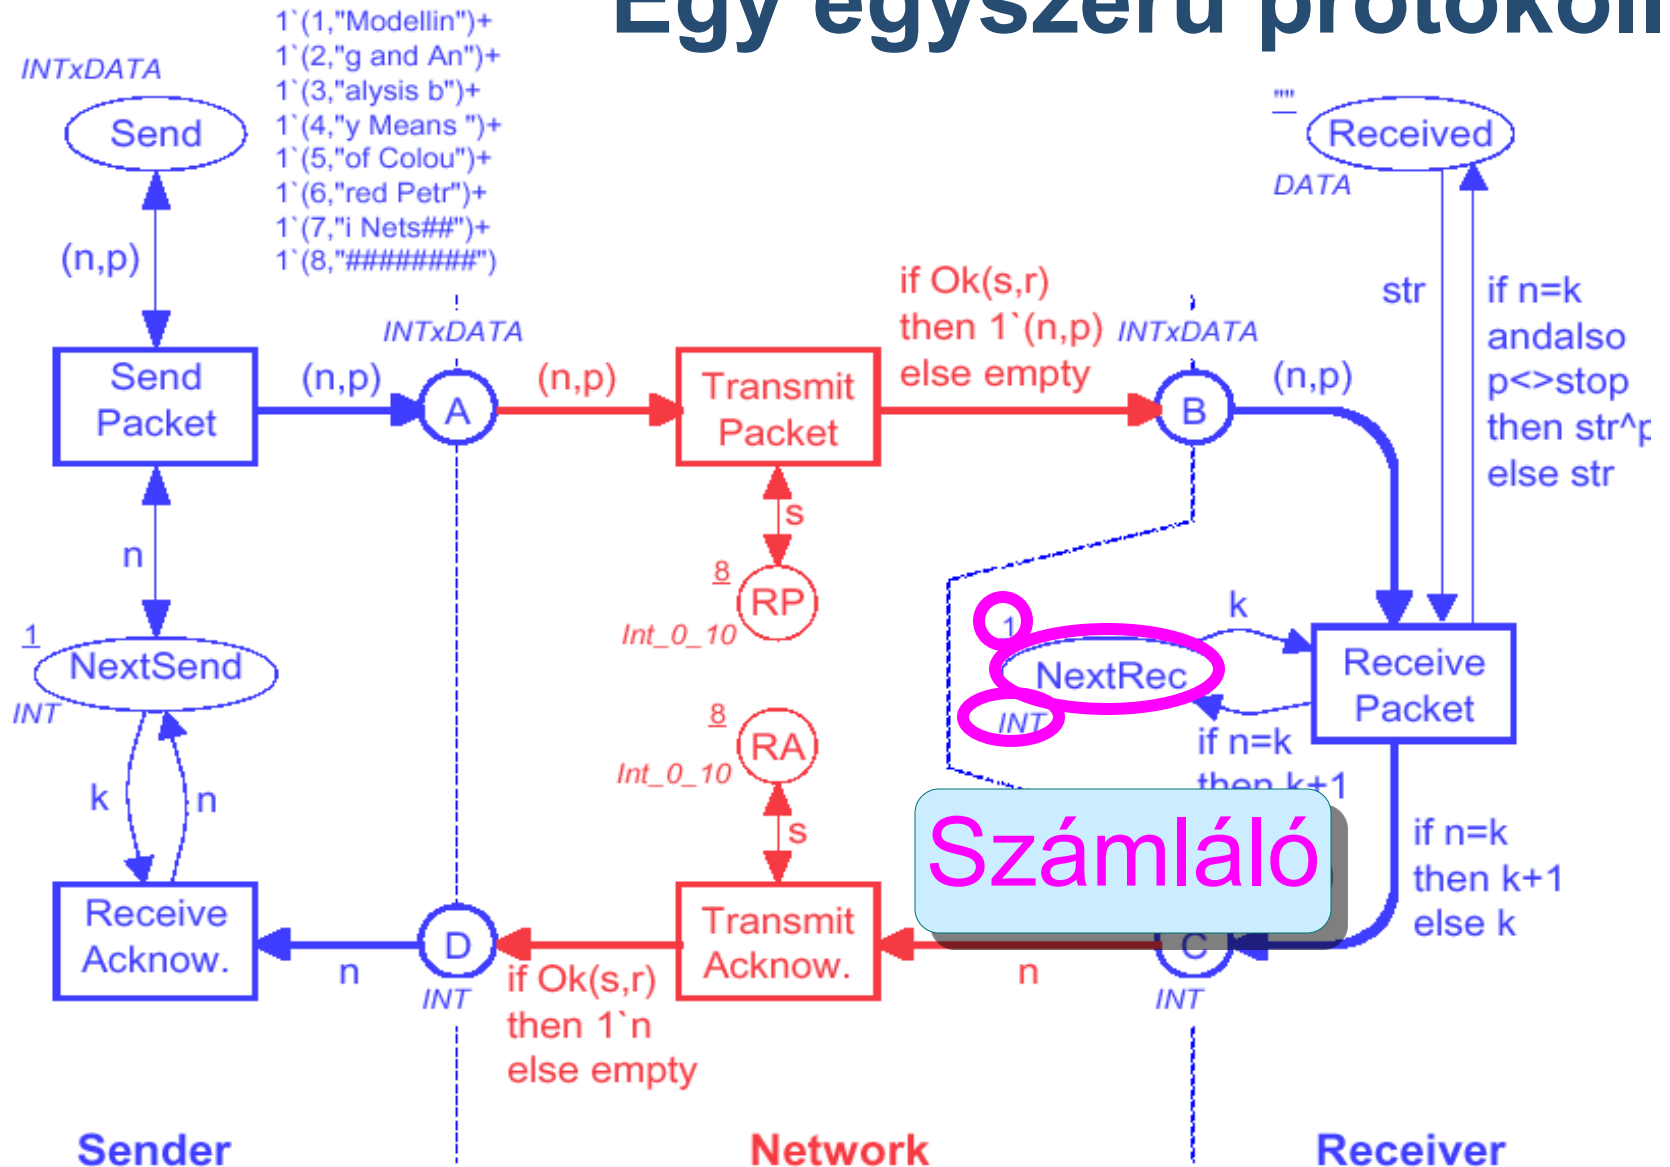 Egy egyszerű protokoll
1`(1,"Modellin")+
1`(2,"g and An")+
1`(3,"alysis b")+
1`(4,"y Means ")+
1`(5,"of Colou")+
1`(6,"red Petr")+
1`(7,"i Nets##")+
1`(8,"########")
INTxDATA
Send
(n,p)
Send
Packet
(n,p)
INTxDATA
A
(n,p)
Transmit
Packet
if Ok(s,r)
then 1`(n,p)
else empty
INTxDATA
B
(n,p)
""
Received
DATA
str
if n=k
andalso
p<>stop
then str^p
else str
n
s
8
RP
Int_0_10
1
NextSend
INT
1
NextRec
INT
k
Receive
Packet
if n=k
then k+1
8
RA
Int_0_10
s
k
n
Számláló
if n=k
then k+1
else k
Receive
Acknow.
n
D
INT
if Ok(s,r)
then 1`n
else empty
Transmit
Acknow.
n
C
INT
Sender
Network
Receiver